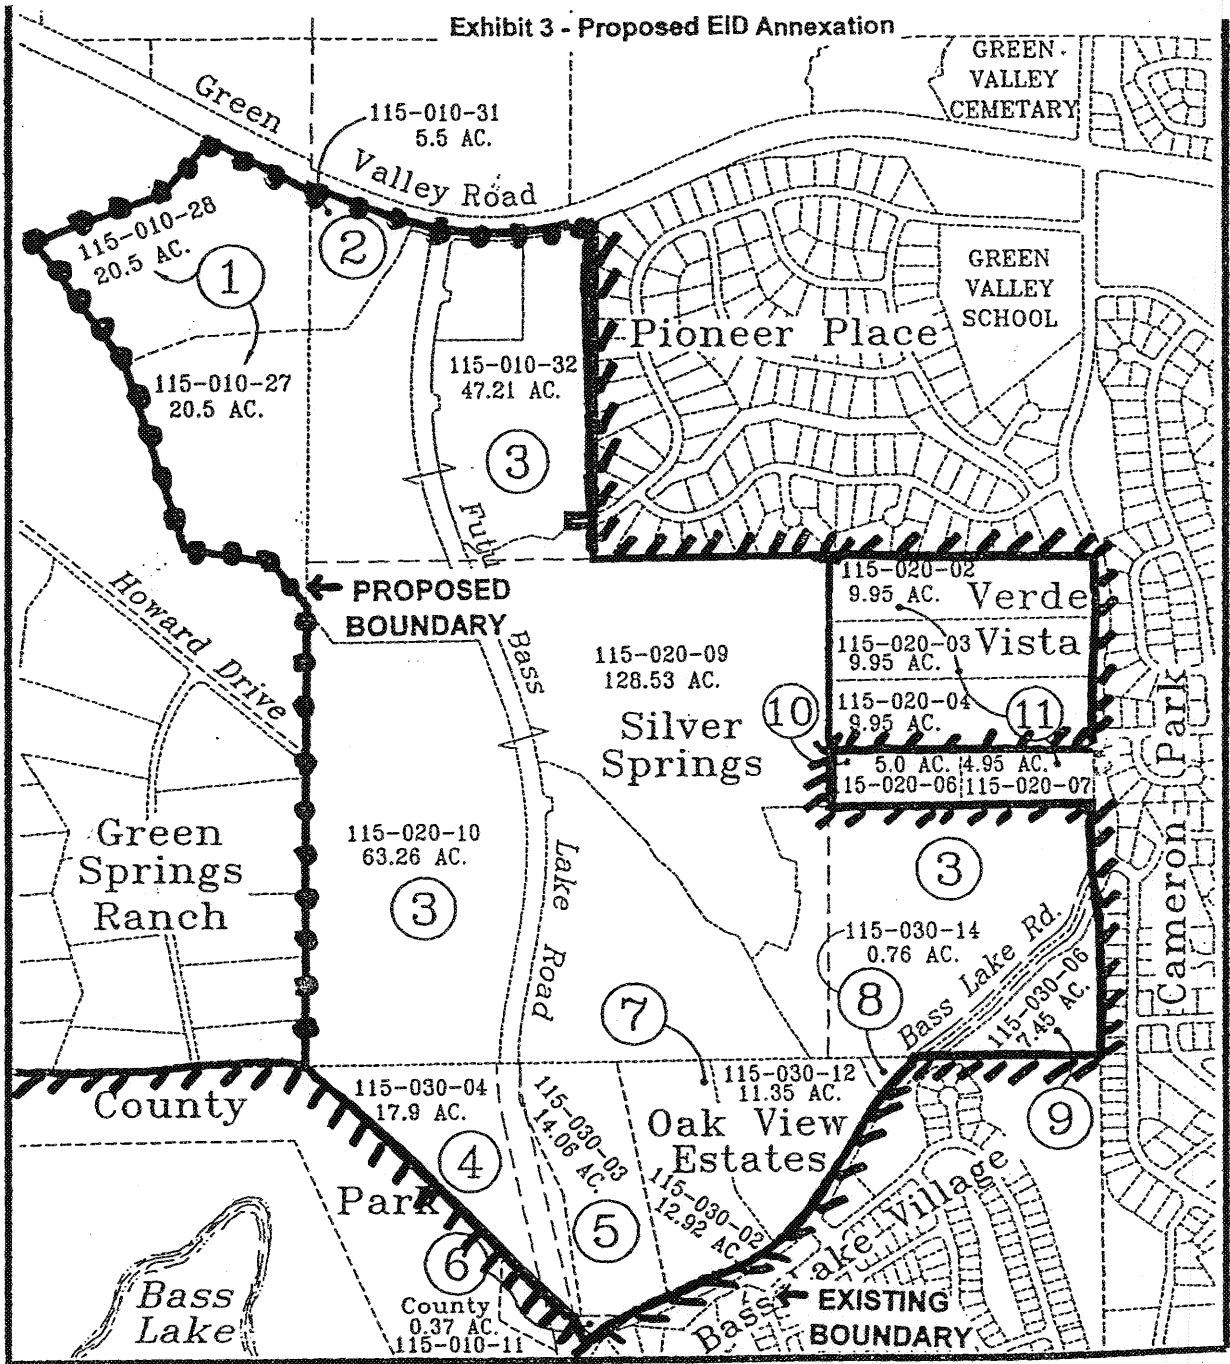 Exhibit 3 - Proposed EID Annexation
GREEN
VALLEY
CEMETARY
Green
Valley Road
115-010-31
5.5 AC.
2
115-010-28
20.5 AC.
1
115-010-27
20.5 AC.
GREEN
VALLEY
SCHOOL
Pioneer Place
115-010-32
47.21 AC.
3
Futu
PROPOSED
BOUNDARY
Howard Drive
Bass
Lake
Road
115-020-09
128.53 AC.
Silver
Springs
10
115-020-02
9.95 AC.
Verde
Vista
115-020-03
9.95 AC.
115-020-04
9.95 AC.
11
5.0 AC.
4.95 AC.
15-020-06
115-020-07
Cameron Park
Green
Springs
Ranch
115-020-10
63.26 AC.
3
3
115-030-14
0.76 AC.
Bass Lake Rd.
115-030-06
7.45 AC.
7
8
9
County
Park
115-030-04
17.9 AC.
4
115-030-03
14.06 AC.
5
115-030-12
11.35 AC.
Oak View
Estates
115-030-02
12.92 AC
6
County
0.37 AC.
115-010-11
Bass
Lake
Bass Lake Village
EXISTING
BOUNDARY